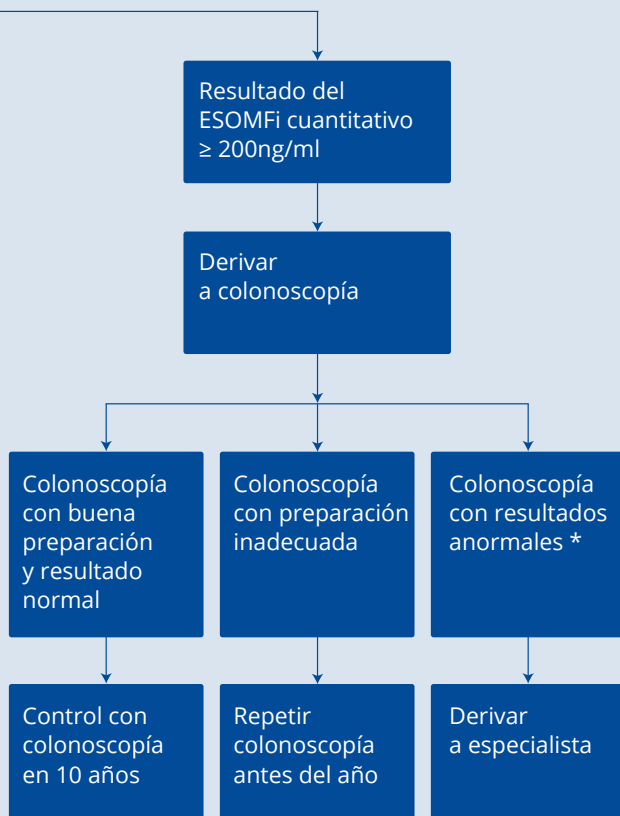 Resultado del
ESOMFi cuantitativo
≥ 200ng/ml
Derivar
a colonoscopía
Colonoscopía
con buena
preparación
y resultado
normal
Colonoscopía
con preparación
inadecuada
Colonoscopía
con resultados
anormales *
Control con
colonoscopía
en 10 años
Repetir
colonoscopía
antes del año
Derivar
a especialista